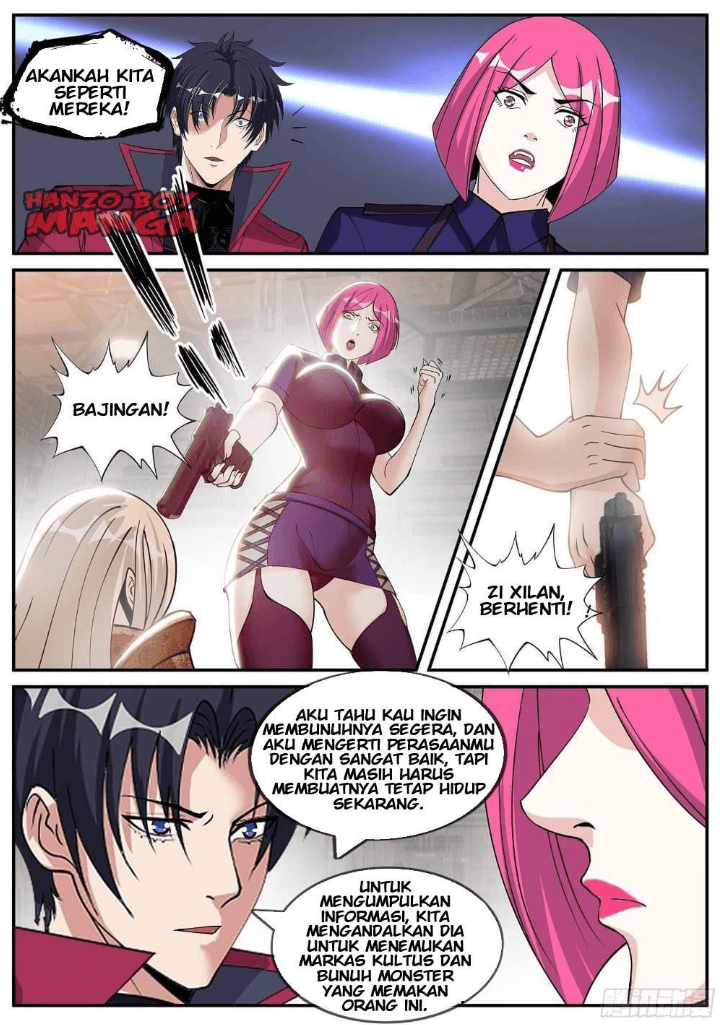 AKANKAH KITA
SEPERTI
MEREKA!
HANZO BOY
MANGA
BAJINGAN!
ZI XILAN,
BERHENTI!
AKU TAHU KAU INGIN
MEMBUNUHNYA SEGERA, DAN
AKU MENGERTI PERASAANMU
DENGAN SANGAT BAIK, TAPI
KITA MASIH HARUS
MEMBUATNYA TETAP HIDUP
SEKARANG.
UNTUK
MENGUMPULKAN
INFORMASI, KITA
MENGANDALKAN DIA
UNTUK MENEMUKAN
MARKAS KULTUS DAN
BUNUH MONSTER
YANG MEMAKAN
ORANG INI.